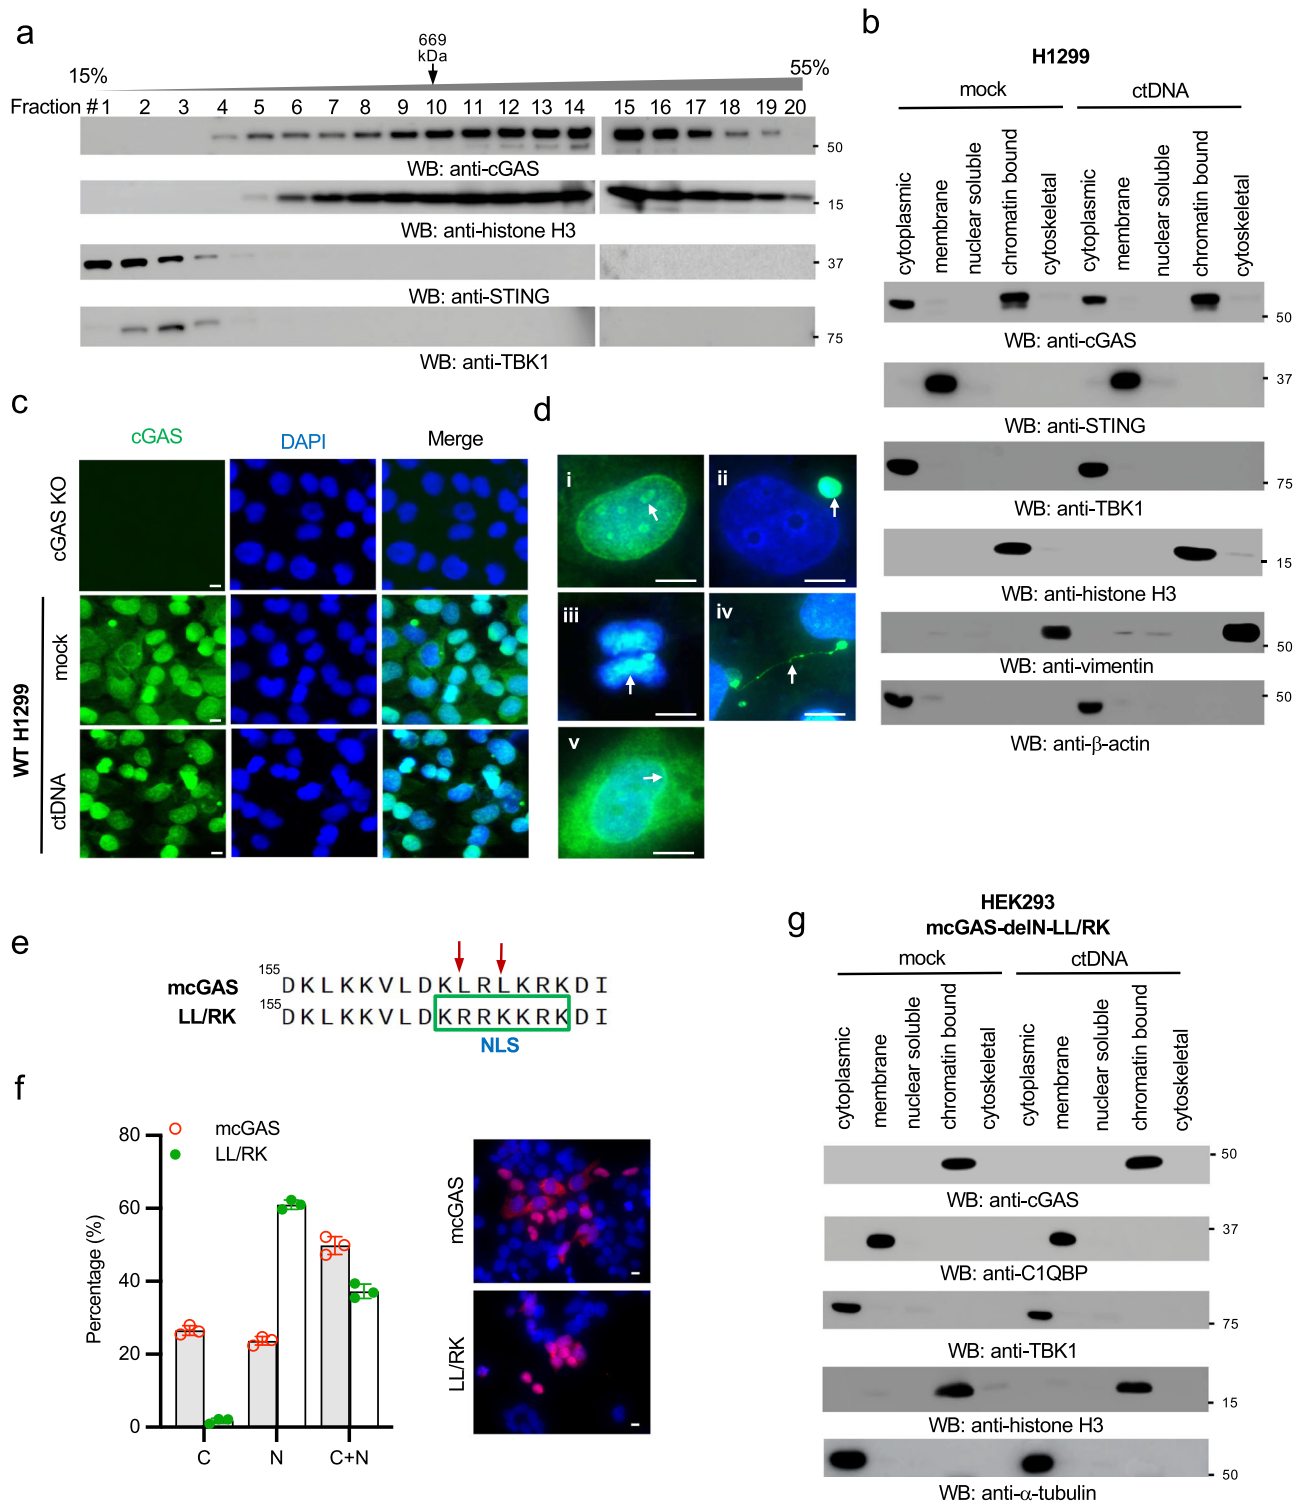 a
669
kDa
15%
55%
Fraction # 1 2 3 4 5 6 7 8 9 10 11 12 13 14 15 16 17 18 19 20
50
WB: anti-cGAS
15
WB: anti-histone H3
37
WB: anti-STING
75
WB: anti-TBK1
b
H1299
mock ctDNA
cytoplasmic membrane nuclear soluble chromatin bound cytoskeletal cytoplasmic membrane nuclear soluble chromatin bound cytoskeletal
50
WB: anti-cGAS
37
WB: anti-STING
75
WB: anti-TBK1
15
WB: anti-histone H3
50
WB: anti-vimentin
50
WB: anti-β-actin
c
cGAS DAPI Merge
cGAS KO
WT H1299
mock
ctDNA
d
i
ii
iii
iv
v
e
mcGAS 155 DKLKKVLDKLRLKRKDI
LL/RK 155 DKLKKVLDKRRKKRKDI
NLS
f
mcGAS
LL/RK
Percentage (%)
80
60
40
20
0
C N C+N
mcGAS
LL/RK
g
HEK293
mcGAS-delN-LL/RK
mock ctDNA
cytoplasmic membrane nuclear soluble chromatin bound cytoskeletal cytoplasmic membrane nuclear soluble chromatin bound cytoskeletal
50
WB: anti-cGAS
37
WB: anti-C1QBP
75
WB: anti-TBK1
15
WB: anti-histone H3
50
WB: anti-α-tubulin